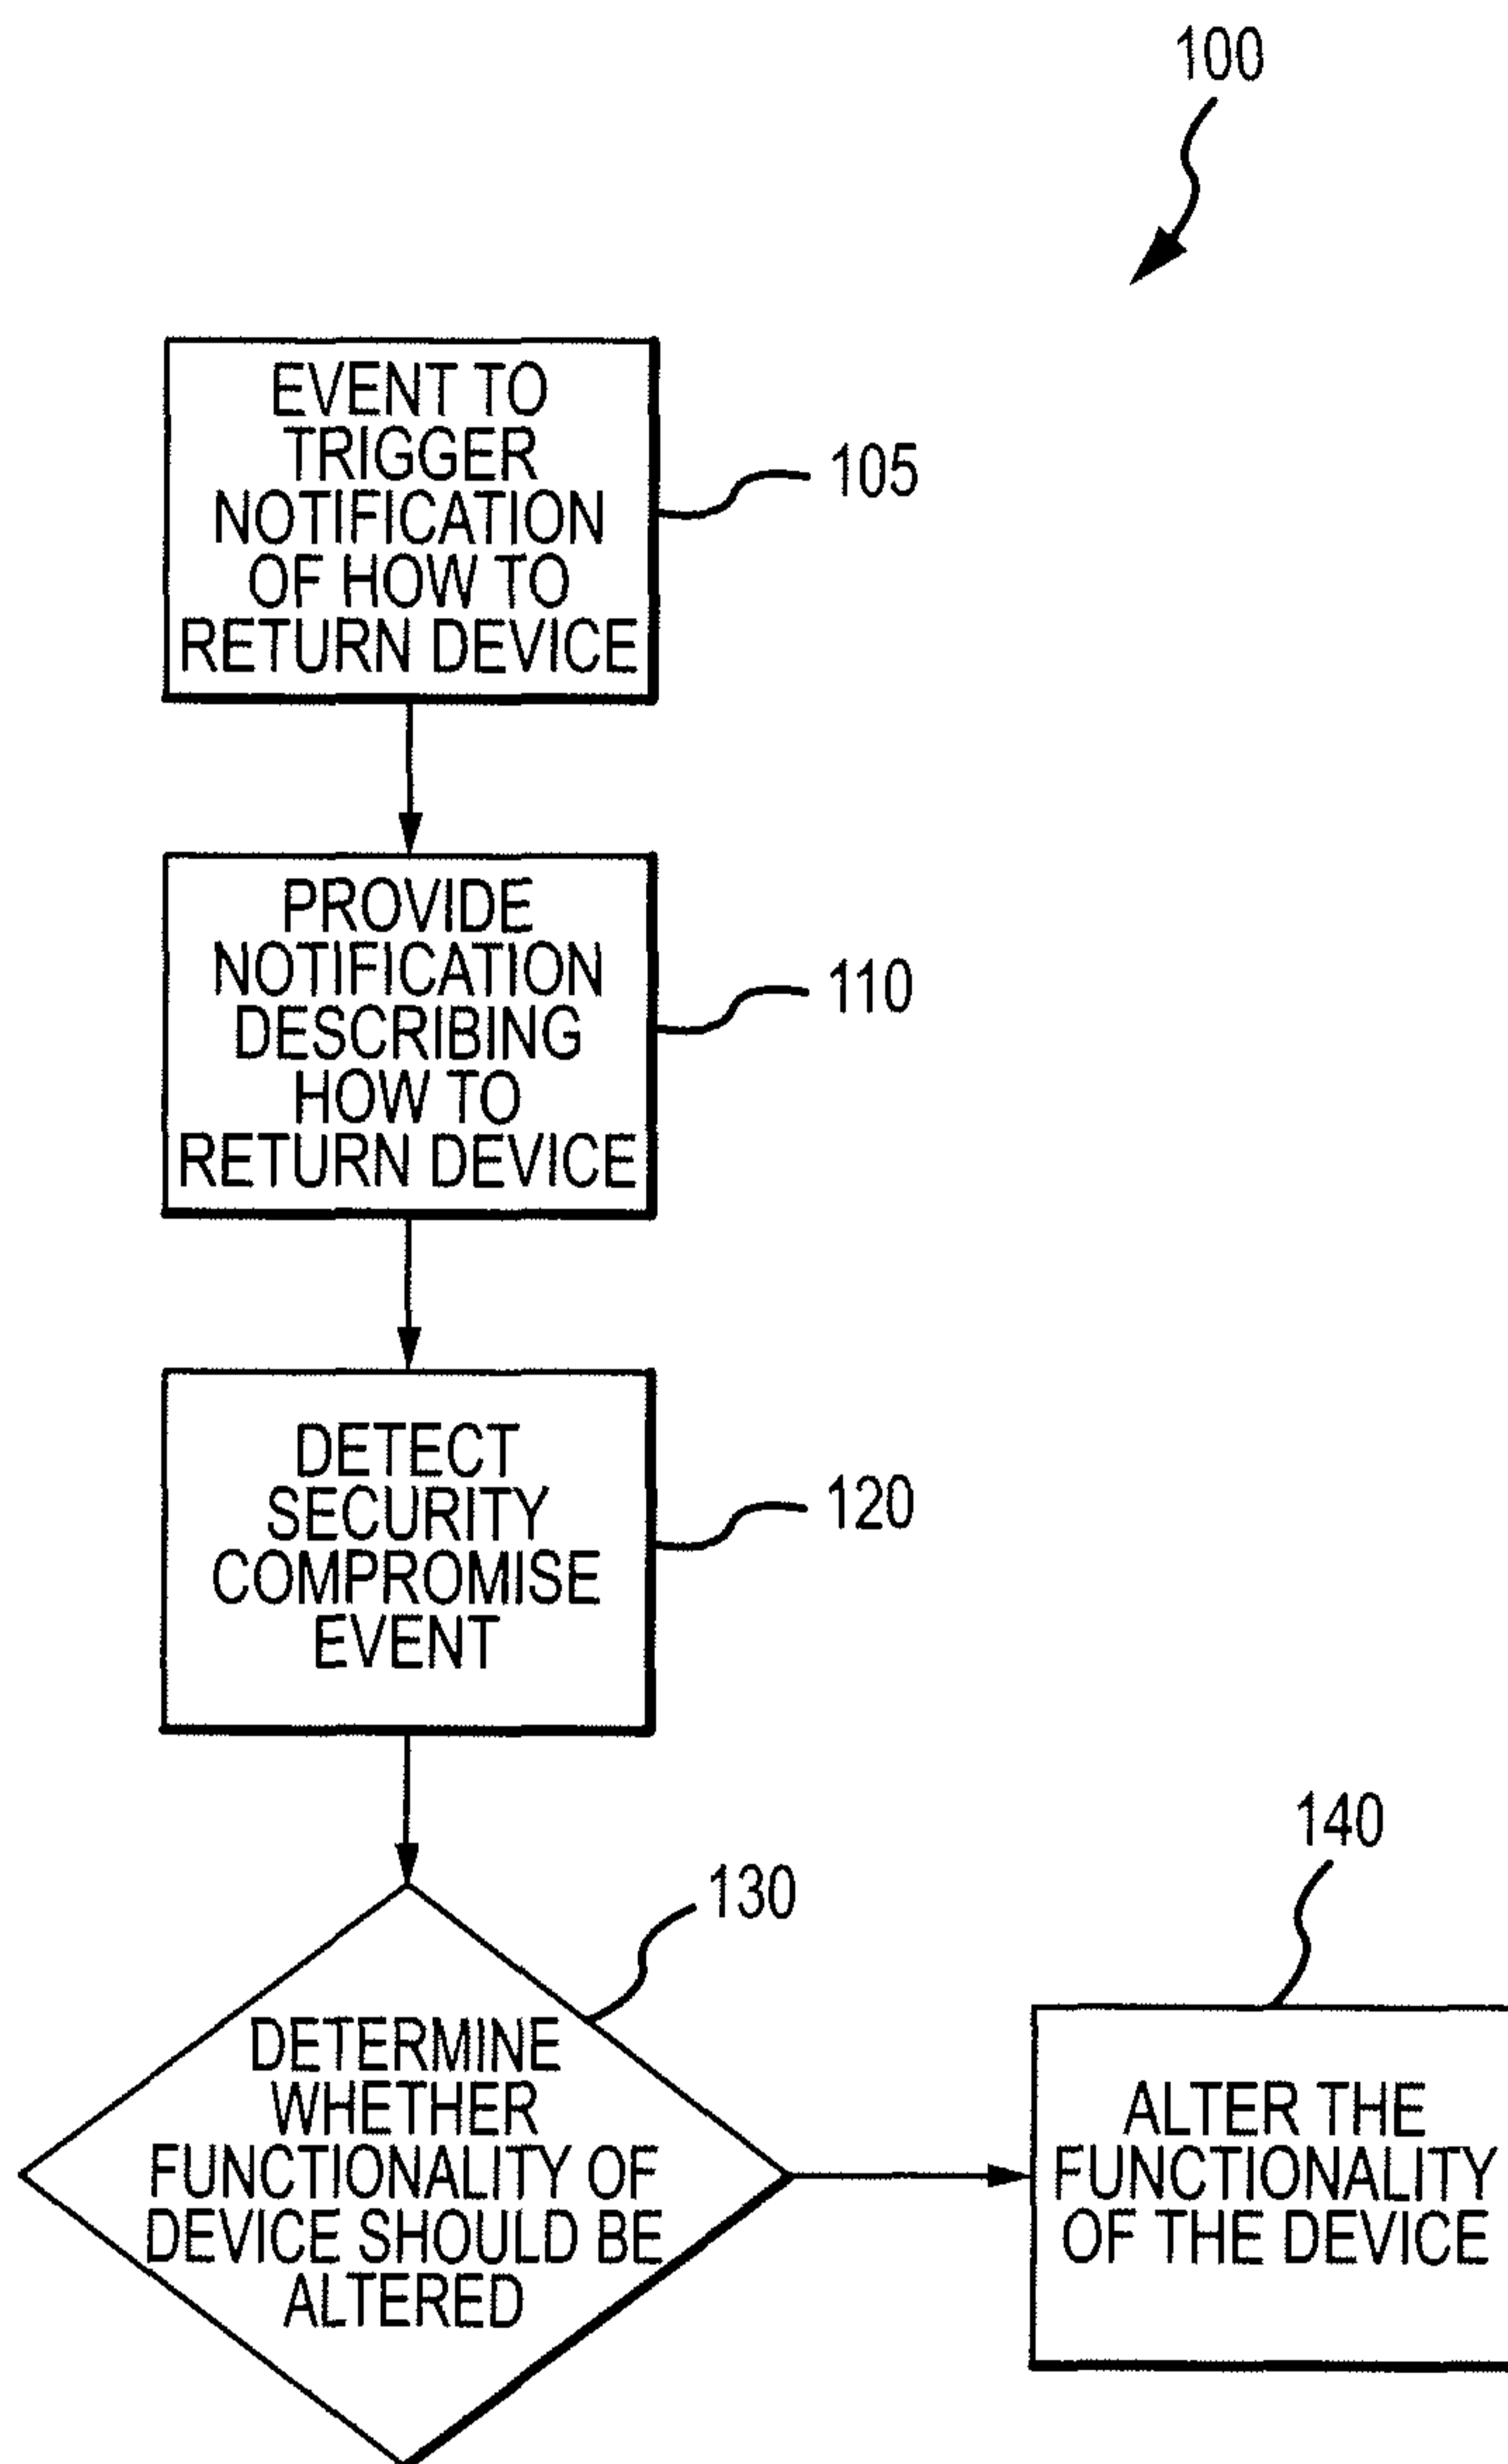 100
EVENT TO
TRIGGER
NOTIFICATION
OF HOW TO
RETURN DEVICE
105
PROVIDE
NOTIFICATION
DESCRIBING
HOW TO
RETURN DEVICE
110
DETECT
SECURITY
COMPROMISE
EVENT
120
130
DETERMINE
WHETHER
FUNCTIONALITY OF
DEVICE SHOULD BE
ALTERED
140
ALTER THE
FUNCTIONALITY
OF THE DEVICE